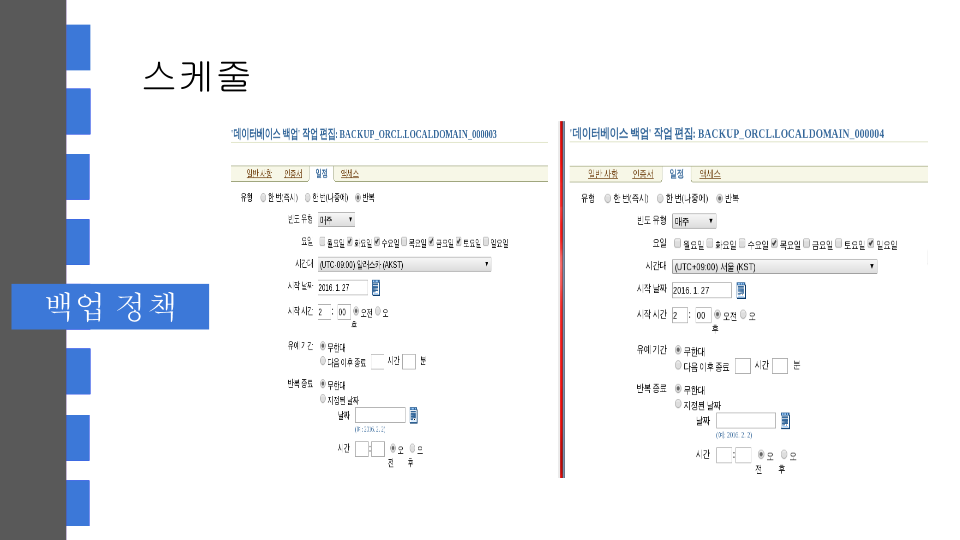 스케줄
백업 정책
'데이터베이스 백업' 작업 편집: BACKUP_ORCL.LOCALDOMAIN_000003
일반사항 인증서 일정 액세스
유형 한 번(즉시) 한 번(나중에) 반복
빈도 유형 매주
요일 월요일 화요일 수요일 목요일 금요일 토요일 일요일
시간대 (UTC-09:00) 알래스카 (AKST)
시작 날짜 2016. 1. 27
시작 시간 2 : 00 오전 오
후
유예 기간 무한대
다음 이후 종료 시간 분
반복 종료 무한대
지정된 날짜
날짜
(예: 2016. 2. 2)
시간 : 오 오
전 후
'데이터베이스 백업' 작업 편집: BACKUP_ORCL.LOCALDOMAIN_000004
일반 사항 인증서 일정 액세스
유형 한 번(즉시) 한 번(나중에) 반복
빈도 유형 매주
요일 월요일 화요일 수요일 목요일 금요일 토요일 일요일
시간대 (UTC+09:00) 서울 (KST)
시작 날짜 2016. 1. 27
시작 시간 2 : 00 오전 오
후
유예 기간 무한대
다음 이후 종료 시간 분
반복 종료 무한대
지정된 날짜
날짜
(예: 2016. 2. 2)
시간 : 오 오
전 후